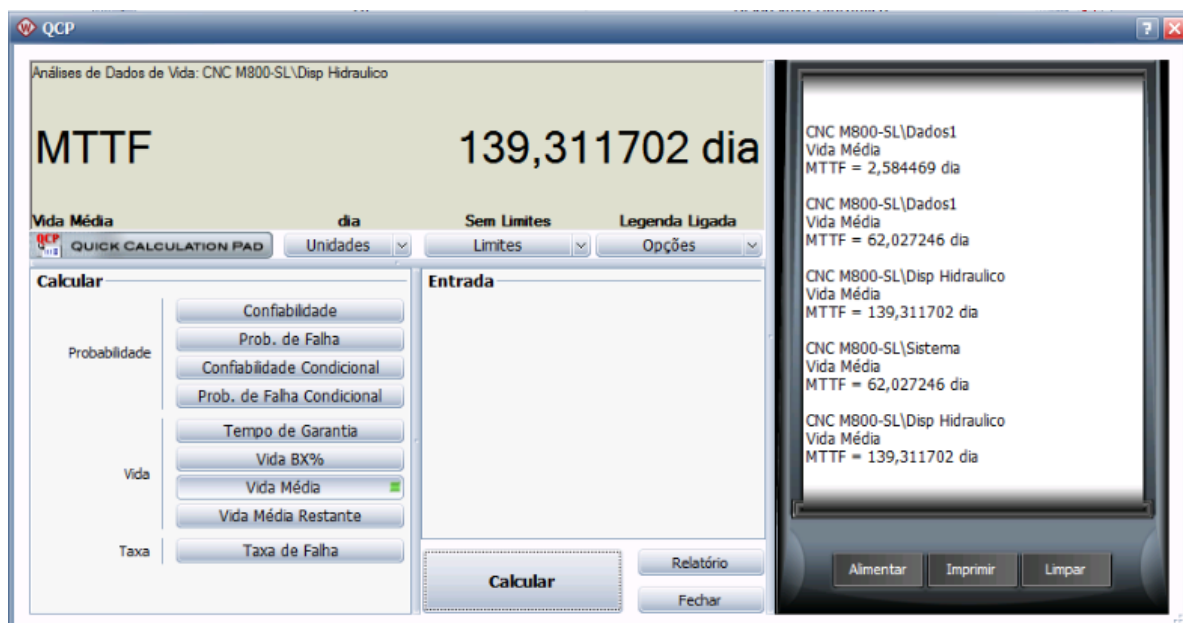 QCP
Análises de Dados de Vida: CNC M800-SL\Disp Hidraulico
MTTF 139,311702 dia
Vida Média dia Sem Limites Legenda Ligada
QCP QUICK CALCULATION PAD Unidades Limites Opções
Calcular
Probabilidade
Confiabilidade
Prob. de Falha
Confiabilidade Condicional
Prob. de Falha Condicional
Vida
Tempo de Garantia
Vida BX%
Vida Média
Vida Média Restante
Taxa
Taxa de Falha
Entrada
Calcular
Relatório
Fechar
CNC M800-SL\Dados1
Vida Média
MTTF = 2,584469 dia
CNC M800-SL\Dados1
Vida Média
MTTF = 62,027246 dia
CNC M800-SL\Disp Hidraulico
Vida Média
MTTF = 139,311702 dia
CNC M800-SL\Sistema
Vida Média
MTTF = 62,027246 dia
CNC M800-SL\Disp Hidraulico
Vida Média
MTTF = 139,311702 dia
Alimentar Imprimir Limpar